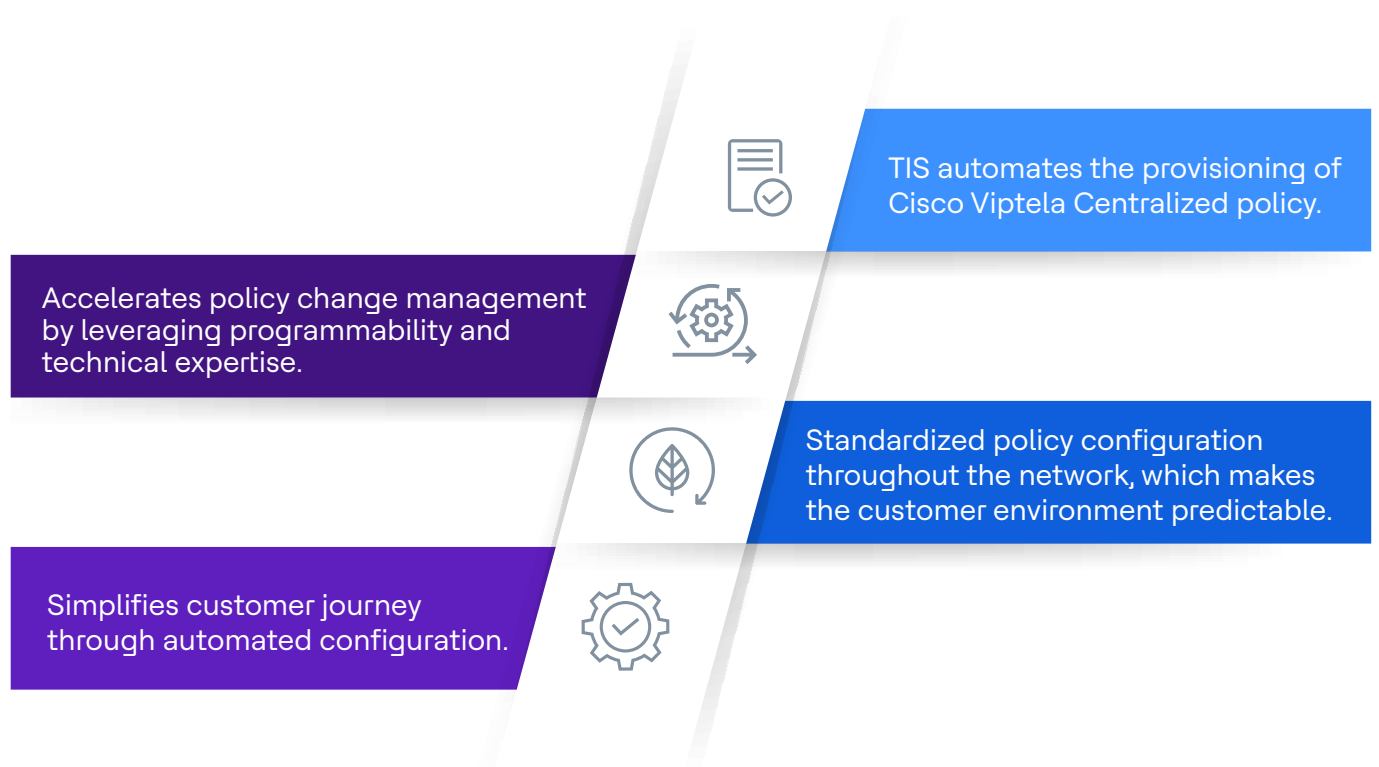 TIS automates the provisioning of
Cisco Viptela Centralized policy.
Accelerates policy change management
by leveraging programmability and
technical expertise.
Standardized policy configuration
throughout the network, which makes
the customer environment predictable.
Simplifies customer journey
through automated configuration.